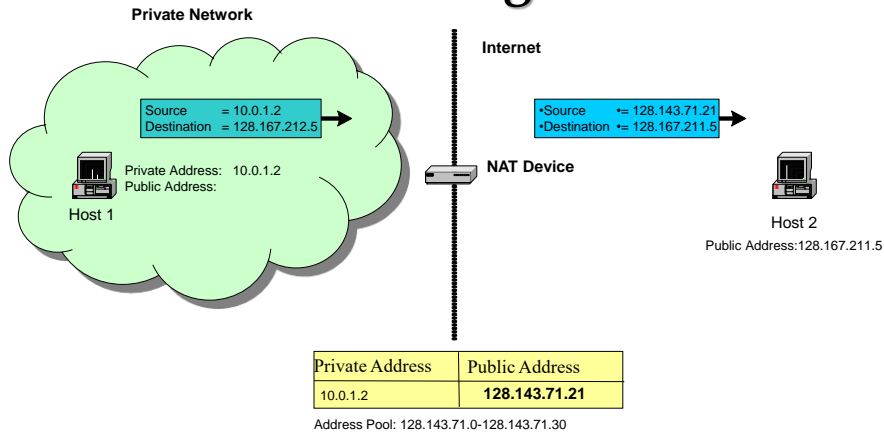 Private Network
Internet
Source = 10.0.1.2
Destination = 128.167.212.5
•Source •= 128.143.71.21
•Destination •= 128.167.211.5
Private Address: 10.0.1.2
Public Address:
Host 1
NAT Device
Host 2
Public Address:128.167.211.5
Private Address Public Address
10.0.1.2 128.143.71.21
Address Pool: 128.143.71.0-128.143.71.30